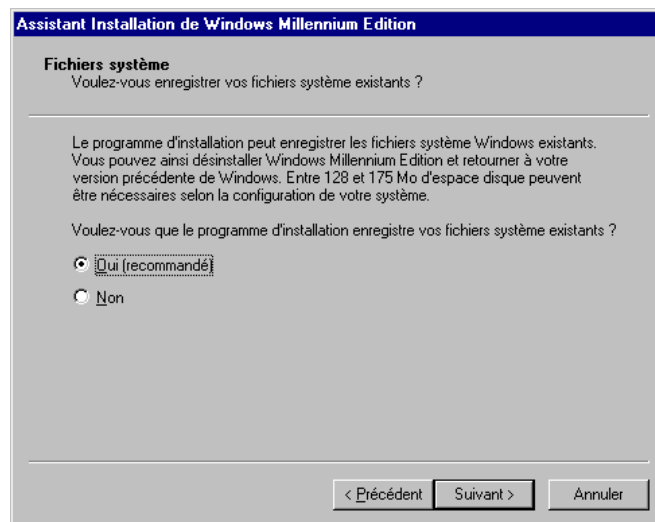 Assistant Installation de Windows Millennium Edition
Fichiers système
Voulez-vous enregistrer vos fichiers système existants ?
Le programme d'installation peut enregistrer les fichiers système Windows existants.
Vous pouvez ainsi désinstaller Windows Millennium Edition et retourner à votre
version précédente de Windows. Entre 128 et 175 Mo d'espace disque peuvent
être nécessaires selon la configuration de votre système.
Voulez-vous que le programme d'installation enregistre vos fichiers système existants ?
Oui (recommandé)
Non
< Précédent Suivant > Annuler